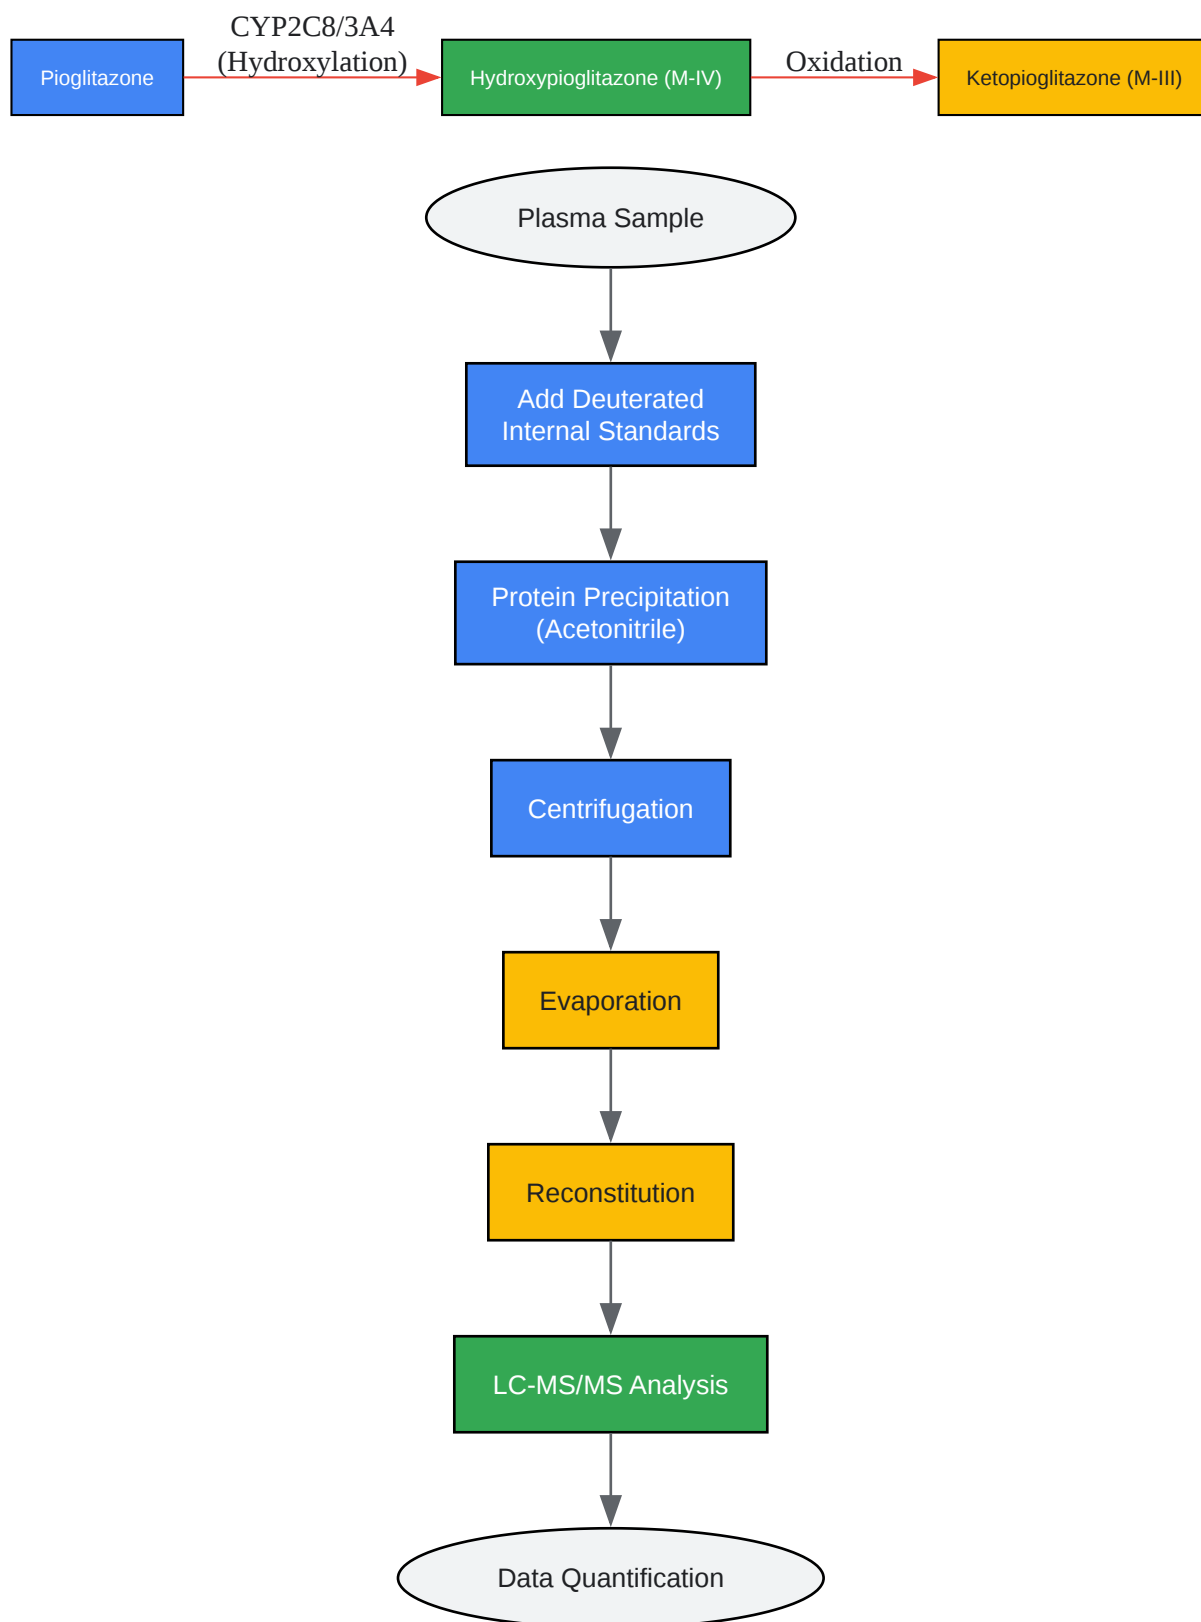 CYP2C8/3A4
(Hydroxylation)
Pioglitazone
Hydroxypioglitazone (M-IV)
Oxidation
Ketopioglitazone (M-III)
Plasma Sample
Add Deuterated
Internal Standards
Protein Precipitation
(Acetonitrile)
Centrifugation
Evaporation
Reconstitution
LC-MS/MS Analysis
Data Quantification